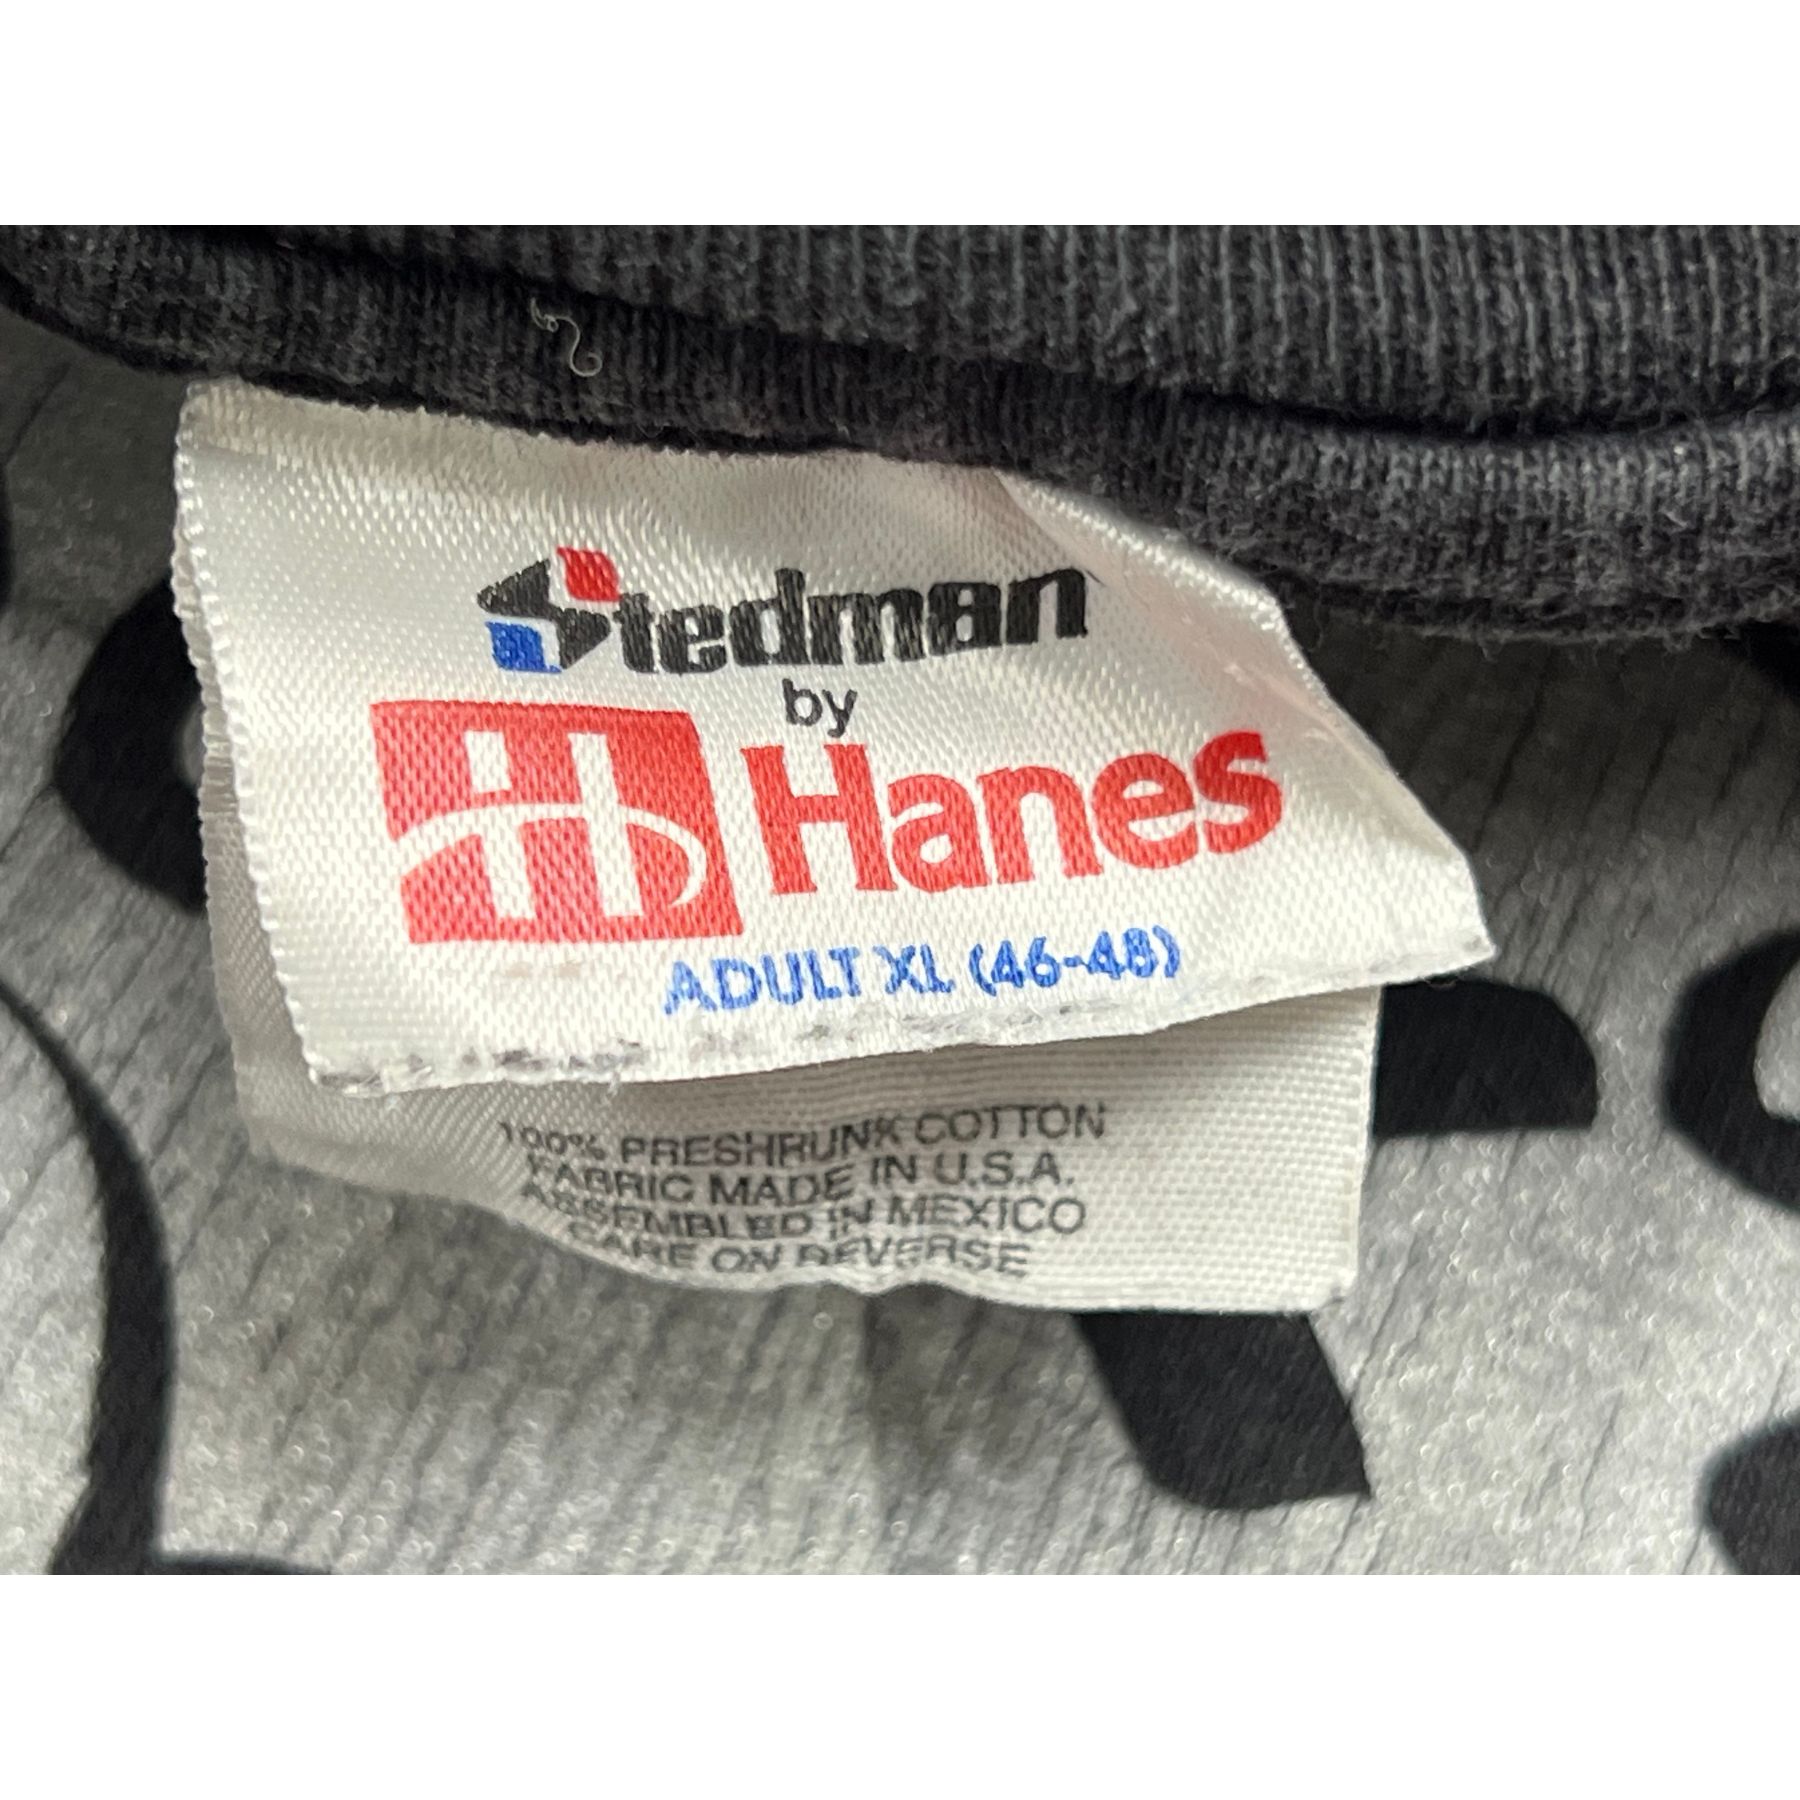 Stedman
by
Hanes
ADULT XL (46-48)
100% PRESHRUNK COTTON
FABRIC MADE IN U.S.A.
ASSEMBLED IN MEXICO
CARE ON REVERSE